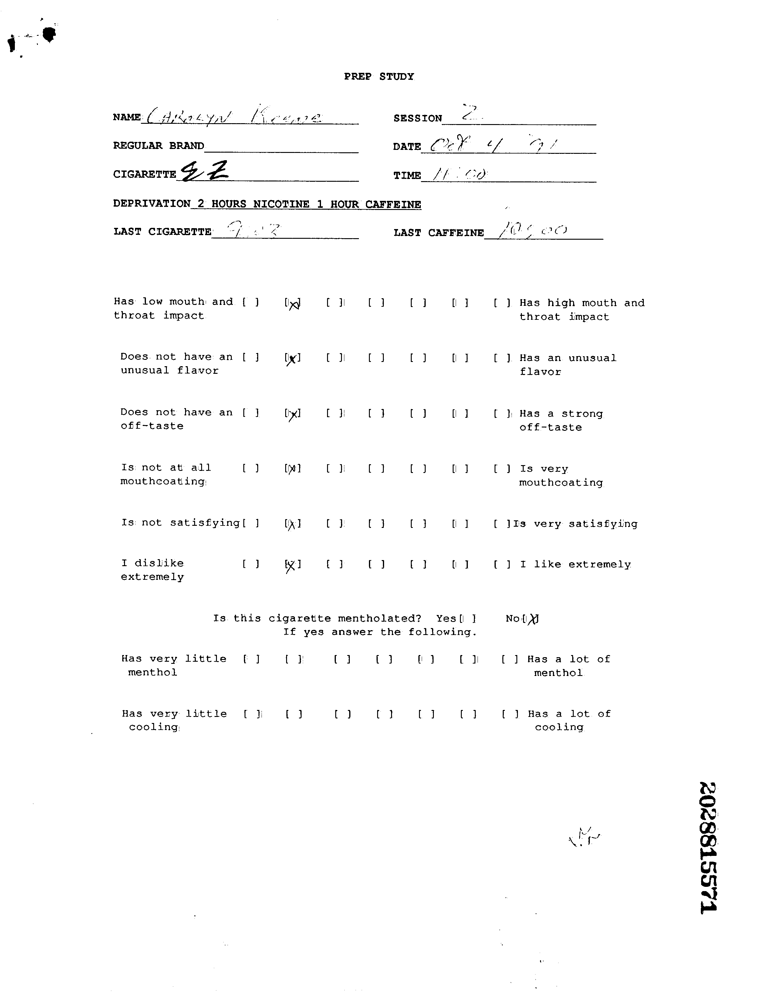 PREP STUDY
NAME CAROLYN Keene SESSION 2
REGULAR BRAND DATE Oct 4 '91
CIGARETTE TIME 11:00
DEPRIVATION 2 HOURS NICOTINE 1 HOUR CAFFEINE
LAST CIGARETTE LAST CAFFEINE 10:00
Has low mouth and [ ] [X] [ ] [ ] [ ] [ ] [ ] Has high mouth and
throat impact throat impact
Does not have an [ ] [X] [ ] [ ] [ ] [ ] [ ] Has an unusual
unusual flavor flavor
Does not have an [ ] [X] [ ] [ ] [ ] [ ] [ ] Has a strong
off-taste off-taste
Is not at all [ ] [X] [ ] [ ] [ ] [ ] [ ] Is very
mouthcoating mouthcoating
Is not satisfying[ ] [X] [ ] [ ] [ ] [ ] [ ]Is very satisfying
I dislike [ ] [X] [ ] [ ] [ ] [ ] [ ] I like extremely
extremely
Is this cigarette mentholated? Yes[ ] No[X]
If yes answer the following.
Has very little [ ] [ ] [ ] [ ] [ ] [ ] [ ] Has a lot of
menthol menthol
Has very little [ ] [ ] [ ] [ ] [ ] [ ] [ ] Has a lot of
cooling cooling
2028815571